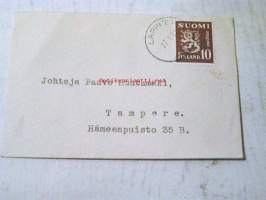 SUOMI
FINLAND 10
Johtaja Paavo
Tampere.
Hämeenpuisto 35 B.